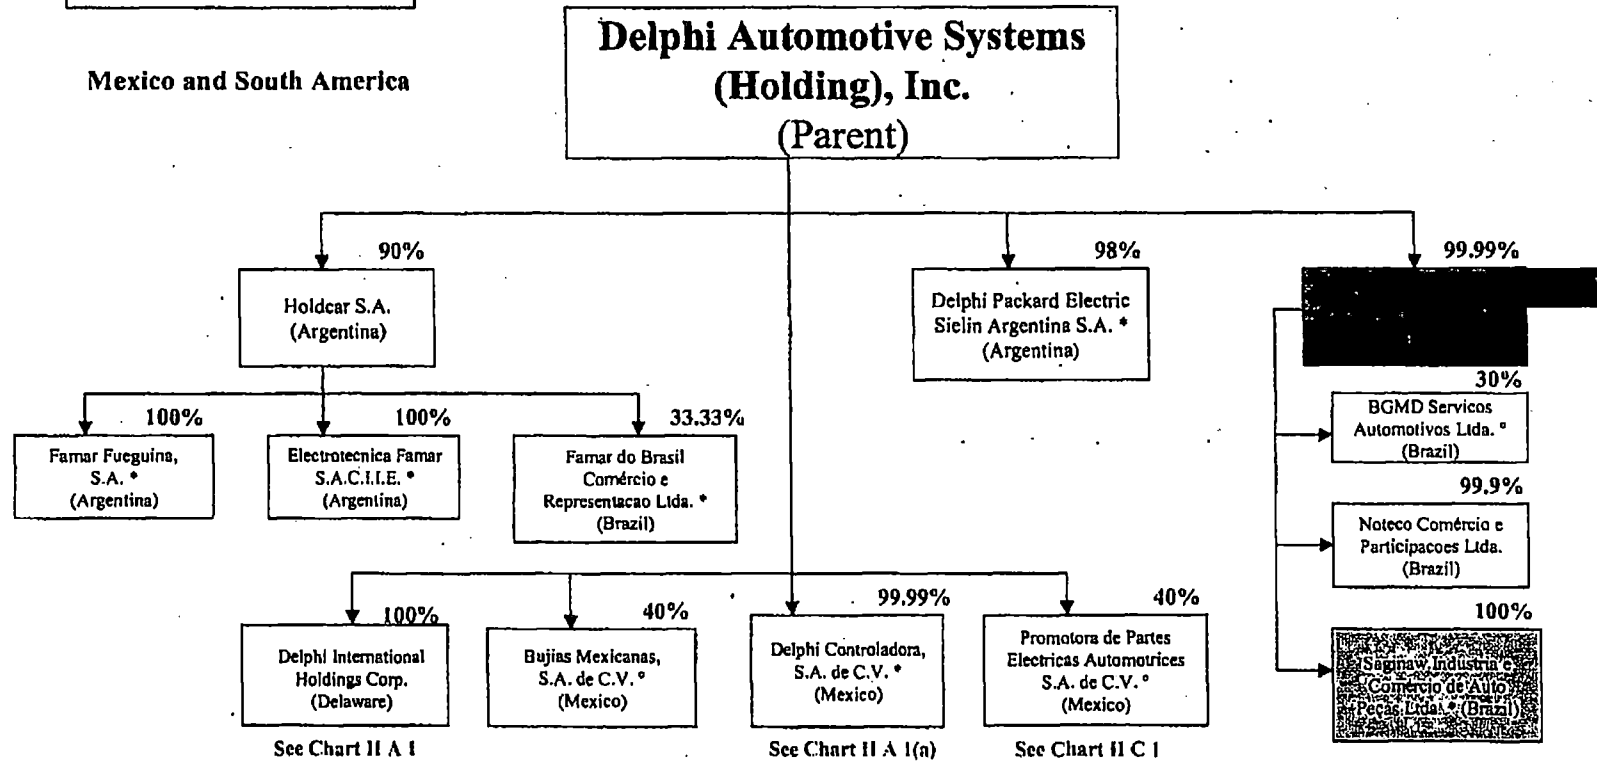 Delphi Automotive Systems
(Holding), Inc.
(Parent)
Mexico and South America
90%
Holdcar S.A.
(Argentina)
98%
Delphi Packard Electric
Sielin Argentina S.A. *
(Argentina)
99.99%
100%
Famar Fueguina,
S.A. *
(Argentina)
100%
Electrotecnica Famar
S.A.C.I.I.E. *
(Argentina)
33.33%
Famar do Brasil
Comércio e
Representacao Ltda. *
(Brazil)
30%
BGMD Servicos
Automotivos Ltda. °
(Brazil)
99.9%
Noteco Comércio e
Participacoes Ltda.
(Brazil)
100%
Saginaw Industria e
Comércio de Auto
Peças Ltda. * (Brazil)
100%
Delphi International
Holdings Corp.
(Delaware)
See Chart II A 1
40%
Bujias Mexicanas,
S.A. de C.V. °
(Mexico)
99.99%
Delphi Controladora,
S.A. de C.V. *
(Mexico)
See Chart II A 1(a)
40%
Promotora de Partes
Electricas Automotrices
S.A. de C.V. °
(Mexico)
See Chart II C 1